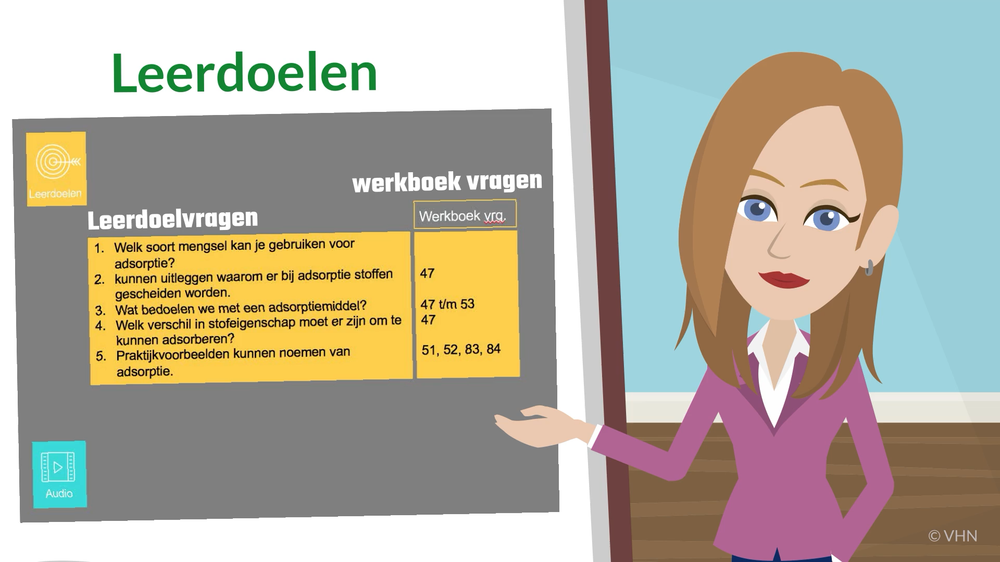 Leerdoelen
Leerdoelen
werkboek vragen
Leerdoelvragen
Werkboek vrg.
1. Welk soort mengsel kan je gebruiken voor
adsorptie?
2. kunnen uitleggen waarom er bij adsorptie stoffen
gescheiden worden.
3. Wat bedoelen we met een adsorptiemiddel?
4. Welk verschil in stofeigenschap moet er zijn om te
kunnen adsorberen?
5. Praktijkvoorbeelden kunnen noemen van
adsorptie.
47
47 t/m 53
47
51, 52, 83, 84
Audio
© VHN